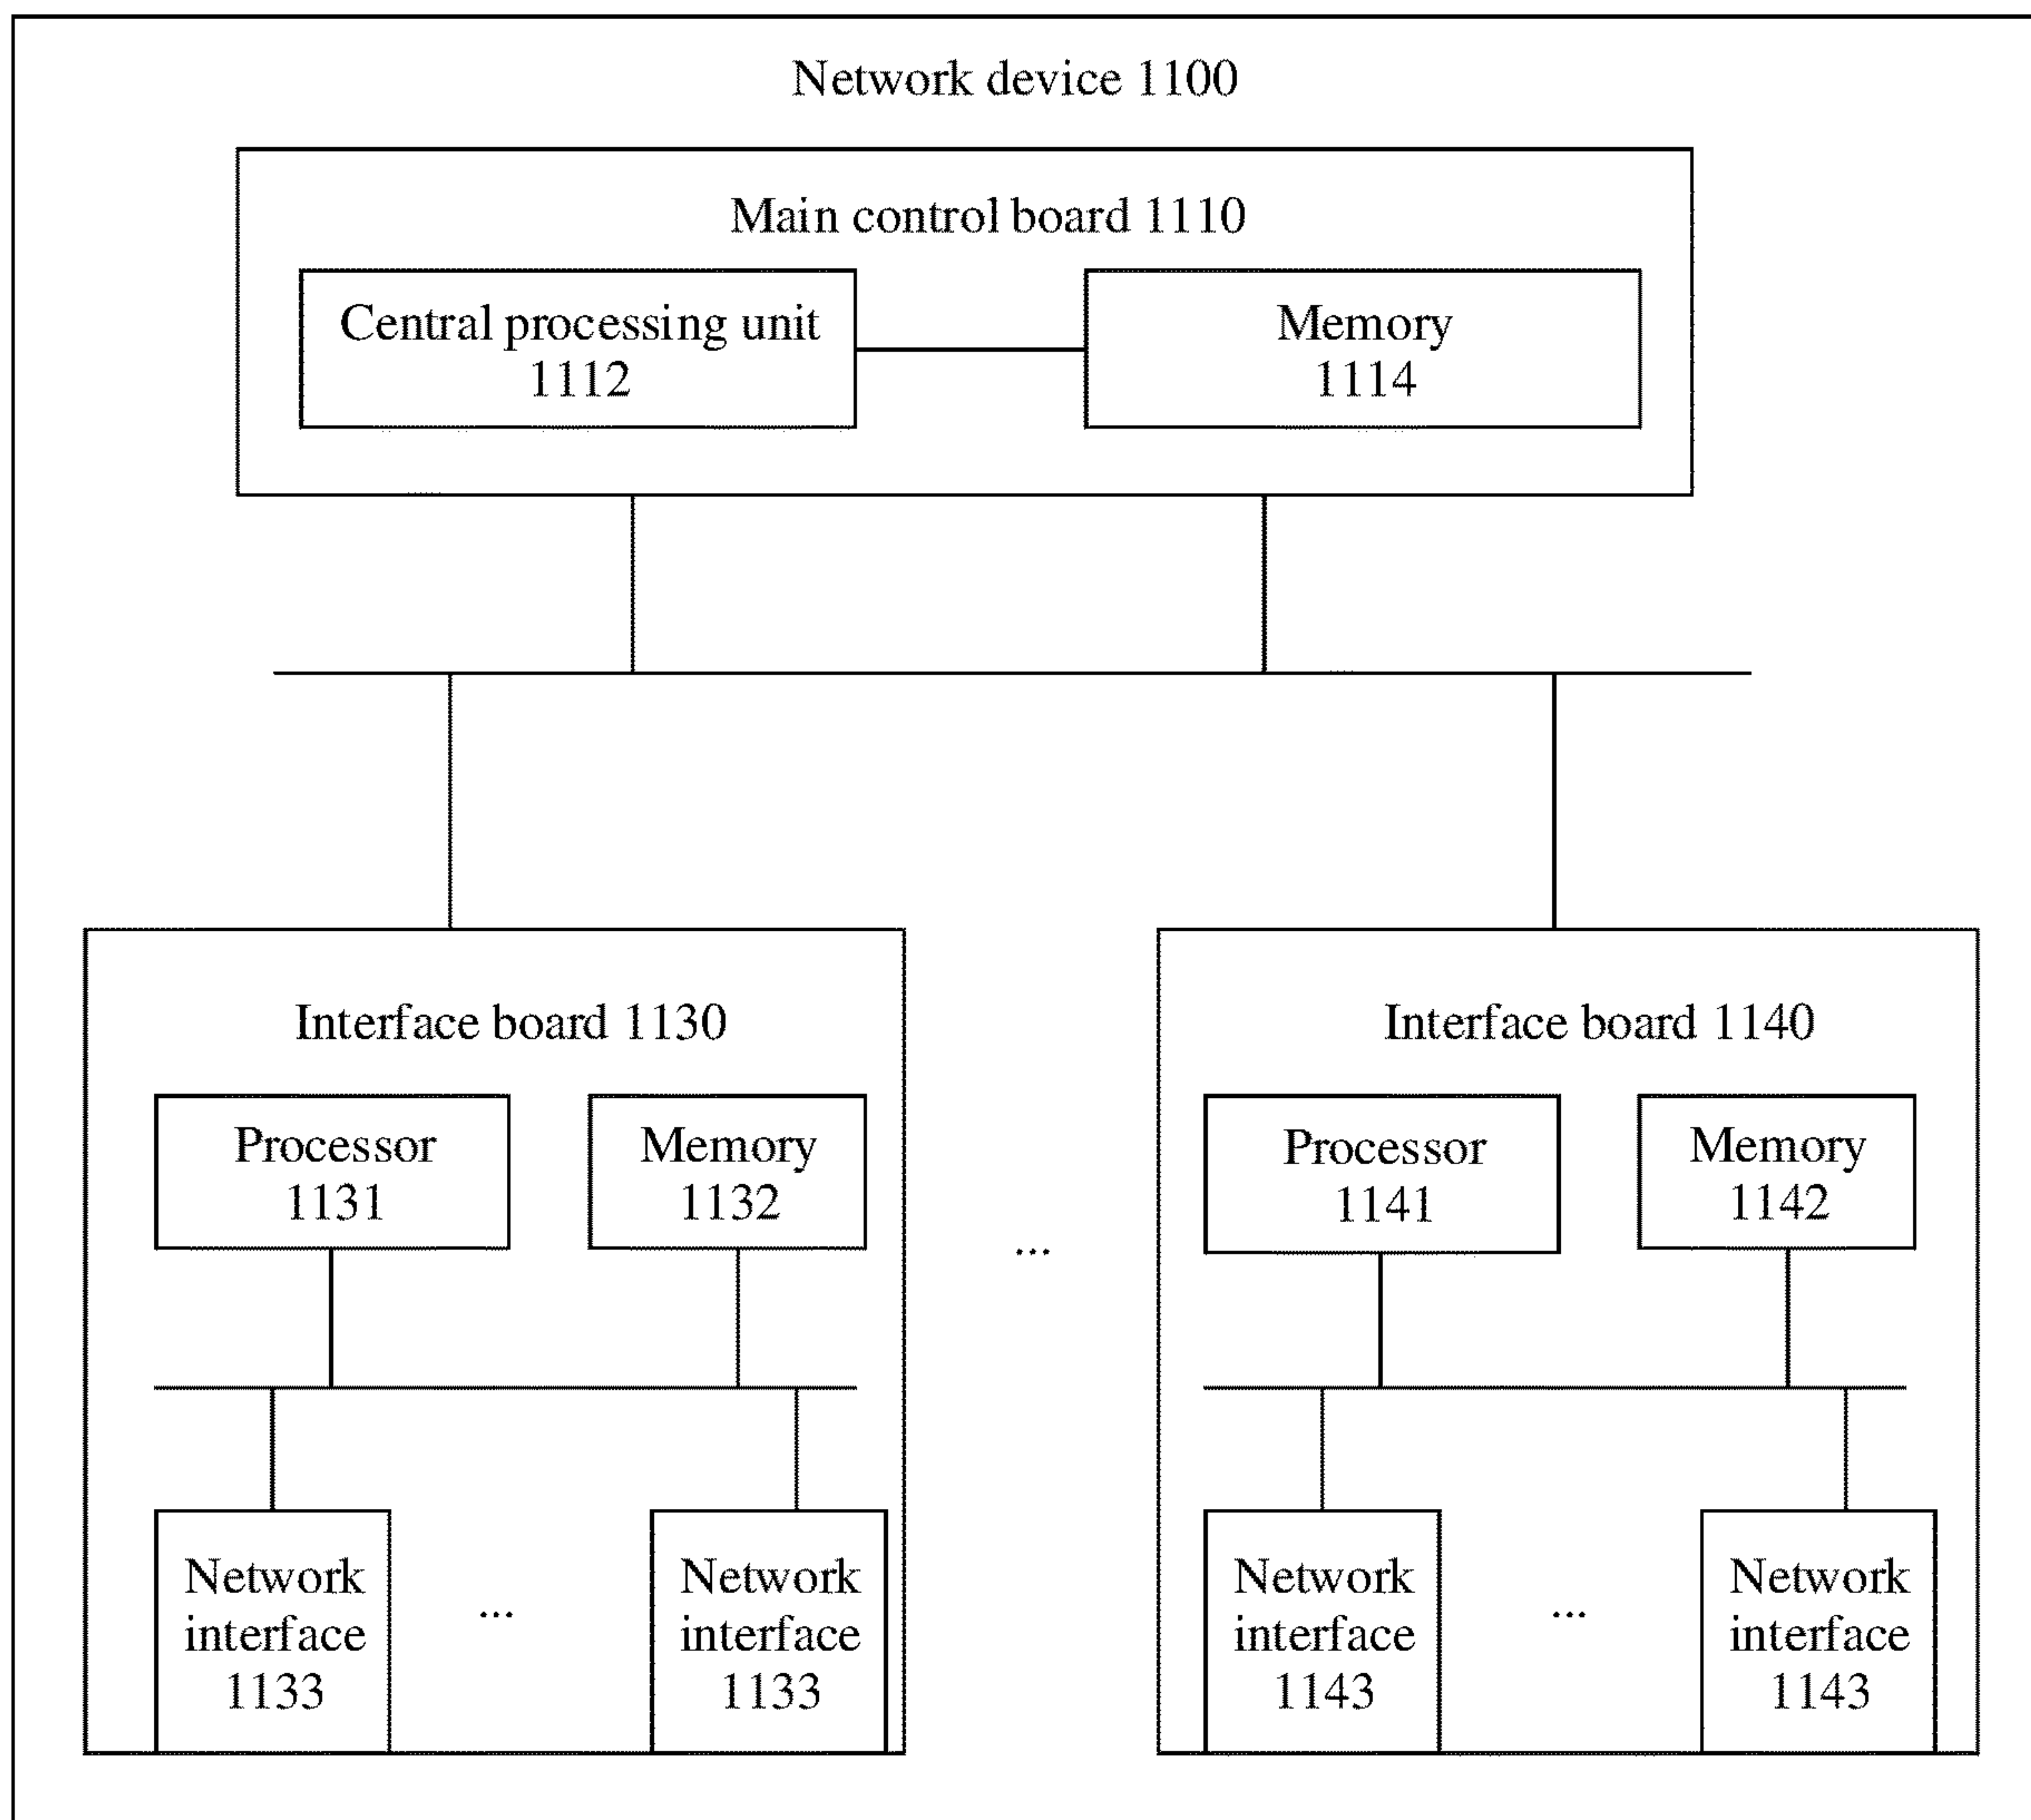 Network device 1100
Main control board 1110
Central processing unit
1112
Memory
1114
Interface board 1130
Processor
1131
Memory
1132
Network
interface
1133
...
Network
interface
1133
...
Interface board 1140
Processor
1141
Memory
1142
Network
interface
1143
...
Network
interface
1143